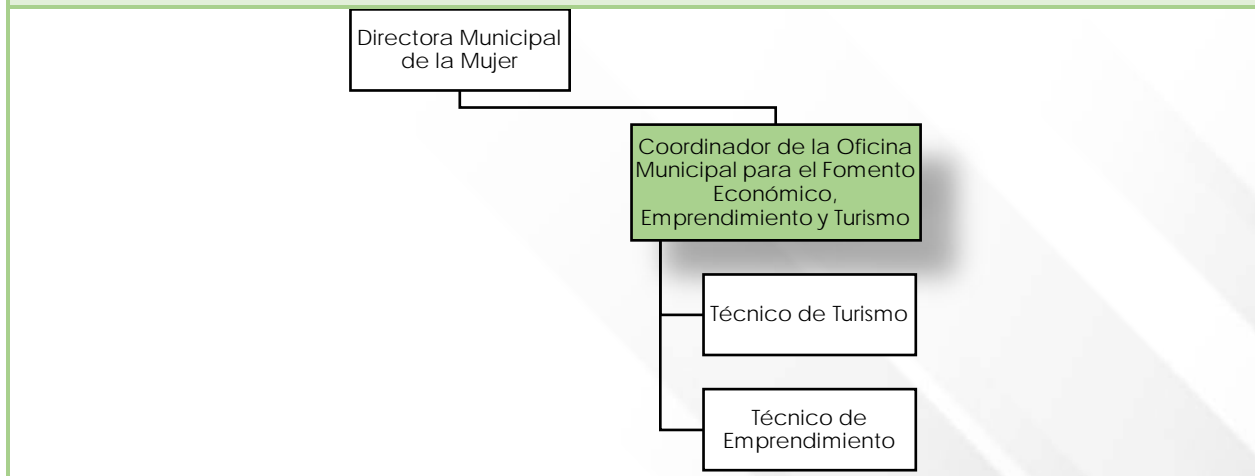 Directora Municipal
de la Mujer
Coordinador de la Oficina
Municipal para el Fomento
Económico,
Emprendimiento y Turismo
Técnico de Turismo
Técnico de
Emprendimiento